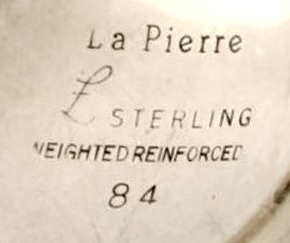 La Pierre
L STERLING
WEIGHTED REINFORCED
84